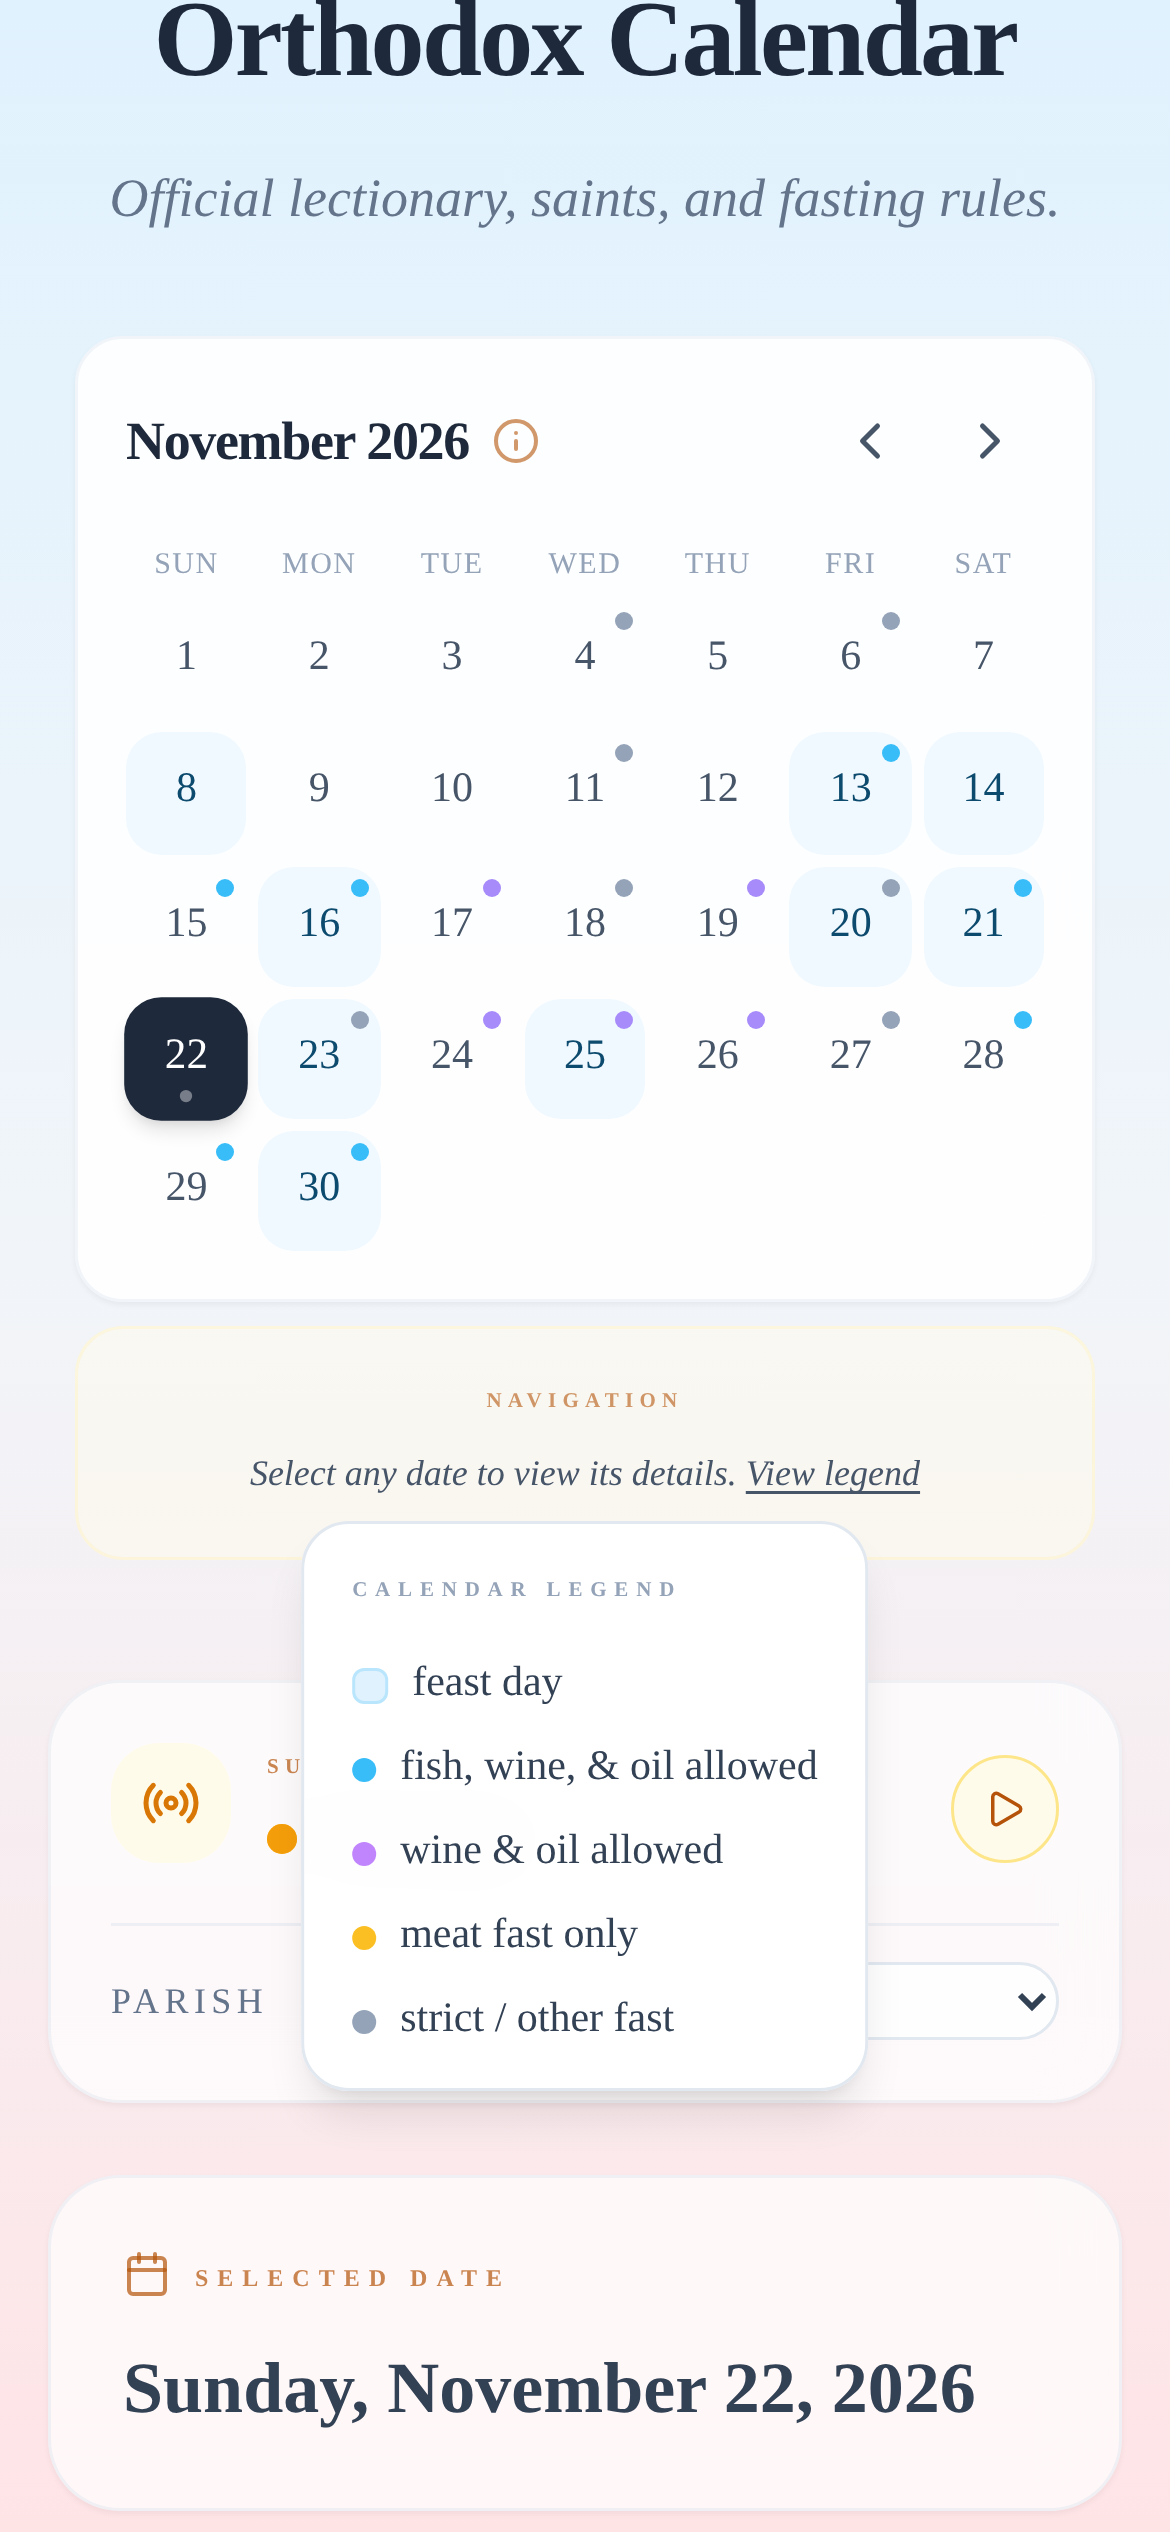 Orthodox Calendar
Official lectionary, saints, and fasting rules.
November 2026
SUN MON TUE WED THU FRI SAT
1 2 3 4 5 6 7
8 9 10 11 12 13 14
15 16 17 18 19 20 21
22 23 24 25 26 27 28
29 30
NAVIGATION
Select any date to view its details. View legend
CALENDAR LEGEND
feast day
fish, wine, & oil allowed
wine & oil allowed
meat fast only
strict / other fast
PARISH
SELECTED DATE
Sunday, November 22, 2026